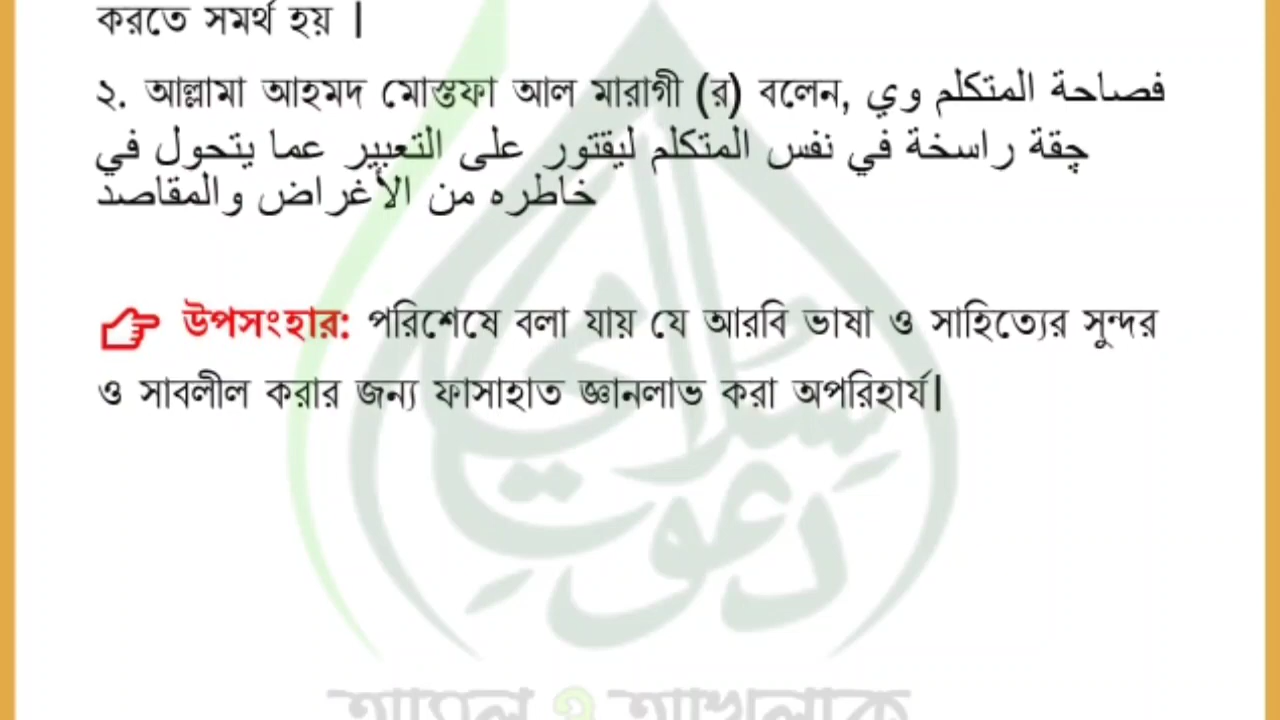 করতে সমর্থ হয় |
২. আল্লামা আহমদ মোস্তফা আল মারাগী (র) বলেন, فصاحة المتكلم وي
چقة راسخة في نفس المتكلم ليقتور على التعبير عما يتحول في
خاطره من الأغراض والمقاصد
উপসংহার: পরিশেষে বলা যায় যে আরবি ভাষা ও সাহিত্যের সুন্দর
ও সাবলীল করার জন্য ফাসাহাত জ্ঞানলাভ করা অপরিহার্য|
আমল ও আখলাক